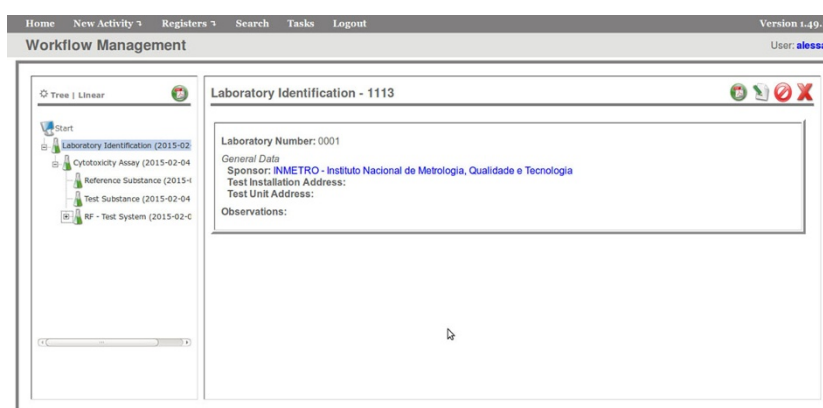 Home New Activity Registers Search Tasks Logout Version 1.49.
Workflow Management User: aless
Tree | Linear
Laboratory Identification - 1113
Start
Laboratory Identification (2015-02
Cytotoxicity Assay (2015-02-04
Reference Substance (2015-
Test Substance (2015-02-04
RF - Test System (2015-02-0
Laboratory Number: 0001
General Data
Sponsor: INMETRO - Instituto Nacional de Metrologia, Qualidade e Tecnologia
Test Installation Address:
Test Unit Address:
Observations: